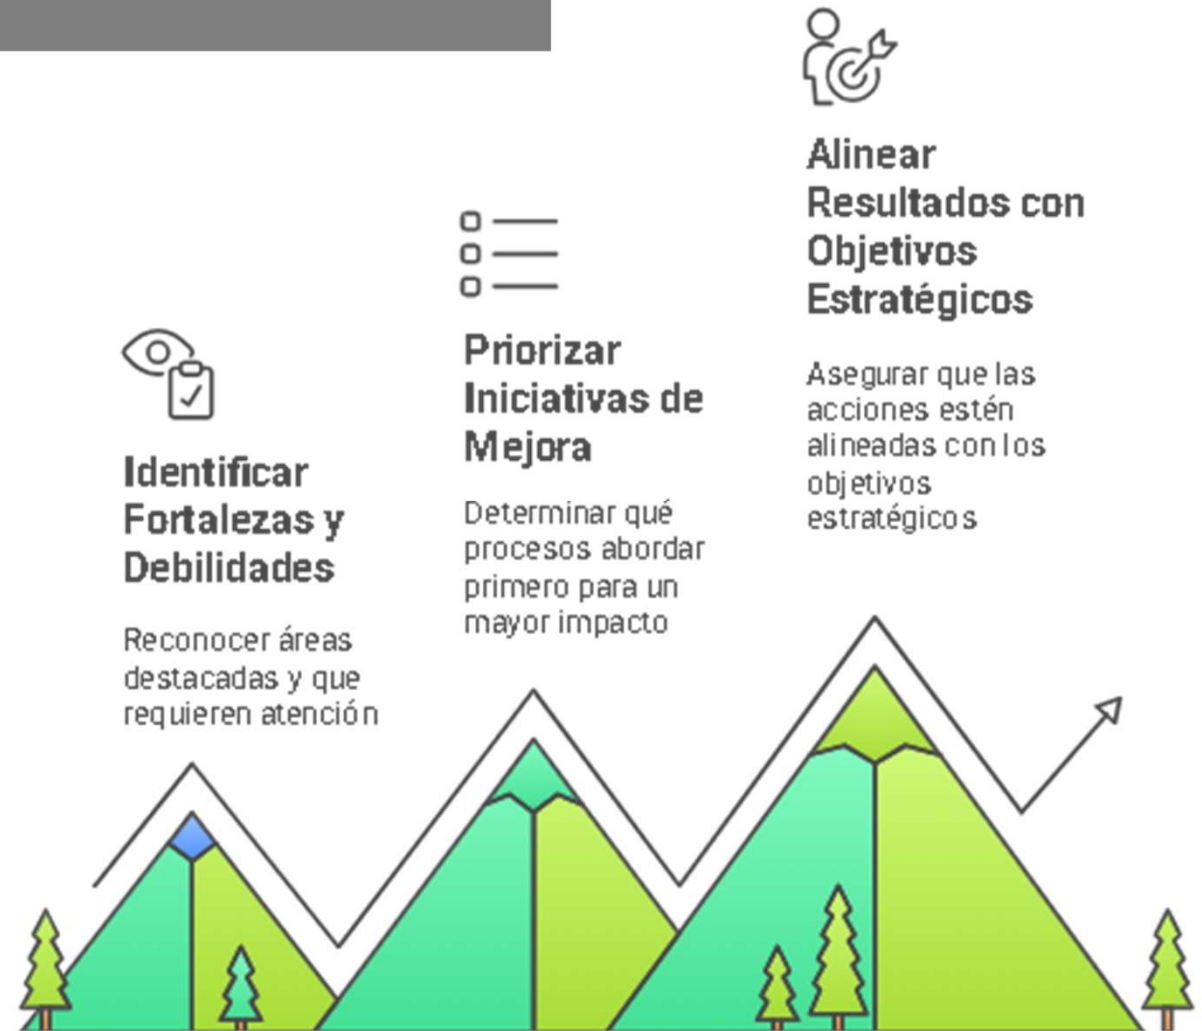 Identificar
Fortalezas y
Debilidades
Reconocer áreas
destacadas y que
requieren atención
Priorizar
Iniciativas de
Mejora
Determinar qué
procesos abordar
primero para un
mayor impacto
Alinear
Resultados con
Objetivos
Estratégicos
Asegurar que las
acciones estén
alineadas con los
objetivos
estratégicos